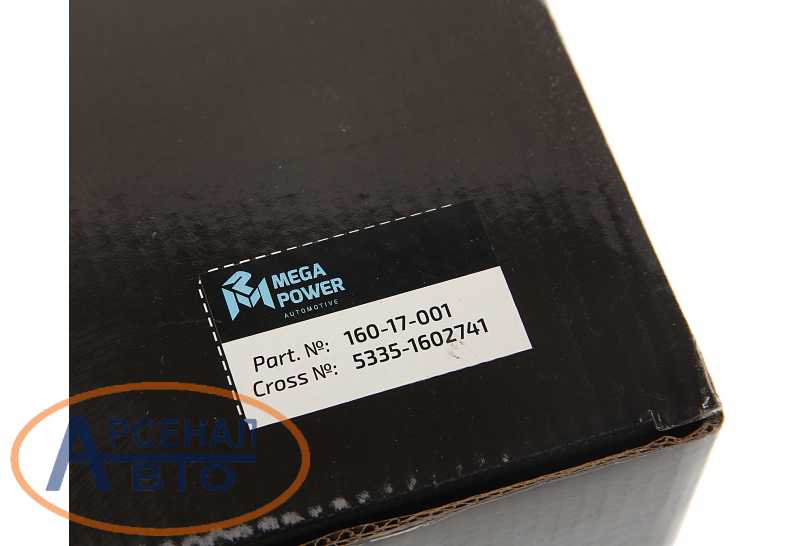 MEGA
POWER
AUTOMOTIVE
Part. №: 160-17-001
Cross №: 5335-1602741
АРСЕНАЛ
АВТО